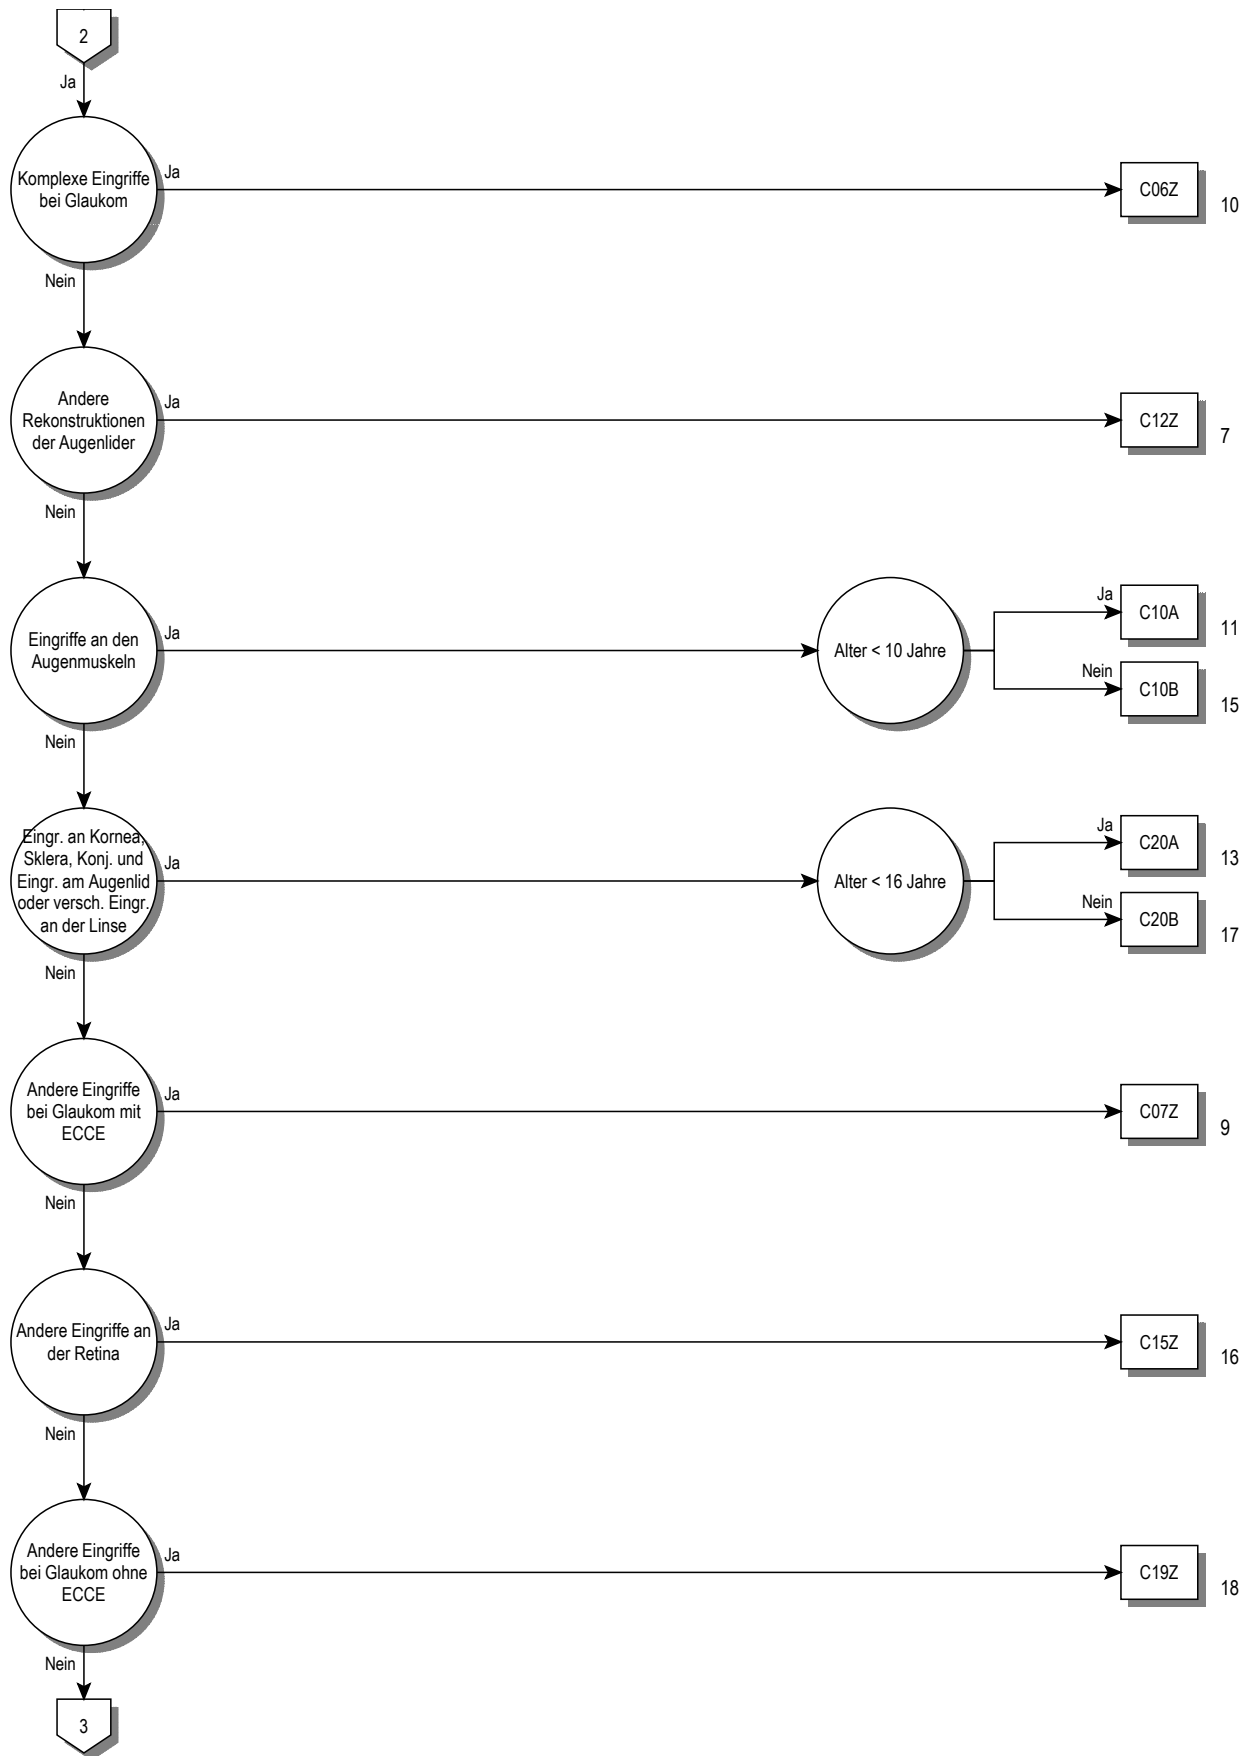 2
Ja
Komplexe Eingriffe
bei Glaukom
Ja
C06Z
10
Nein
Andere
Rekonstruktionen
der Augenlider
Ja
C12Z
7
Nein
Eingriffe an den
Augenmuskeln
Ja
Alter < 10 Jahre
Ja
C10A
11
Nein
C10B
15
Nein
Eingr. an Kornea,
Sklera, Konj. und
Eingr. am Augenlid
oder versch. Eingr.
an der Linse
Ja
Alter < 16 Jahre
Ja
C20A
13
Nein
C20B
17
Nein
Andere Eingriffe
bei Glaukom mit
ECCE
Ja
C07Z
9
Nein
Andere Eingriffe an
der Retina
Ja
C15Z
16
Nein
Andere Eingriffe
bei Glaukom ohne
ECCE
Ja
C19Z
18
Nein
3